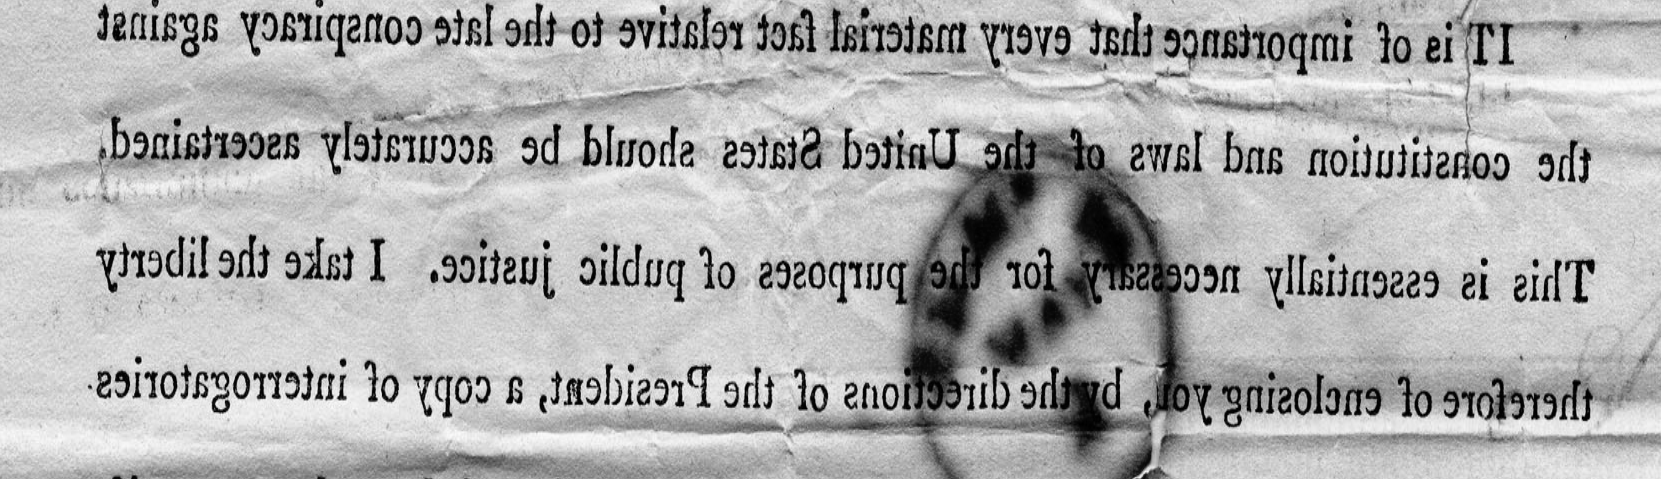 IT is of importance that every material fact relative to the late conspiracy against
the constitution and laws of the United States should be accurately ascertained.
This is essentially necessary for the purposes of public justice. I take the liberty
therefore of enclosing you, by the directions of the President, a copy of interrogatories